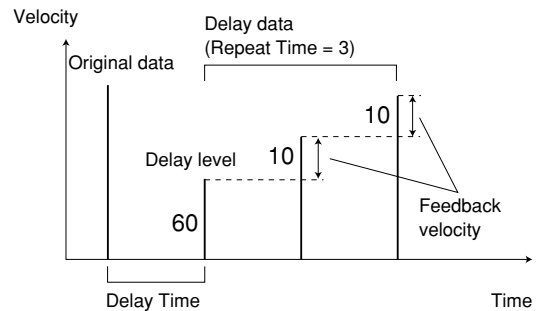 Velocity
Delay data
(Repeat Time = 3)
Original data
10
Delay level
10
60
Feedback
velocity
Delay Time
Time